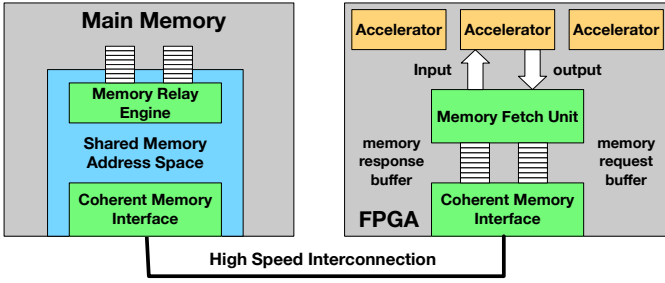 Main Memory
Memory Relay
Engine
Shared Memory
Address Space
Coherent Memory
Interface
Accelerator
Accelerator
Accelerator
Input
output
Memory Fetch Unit
memory
response
buffer
memory
request
buffer
Coherent Memory
Interface
FPGA
High Speed Interconnection